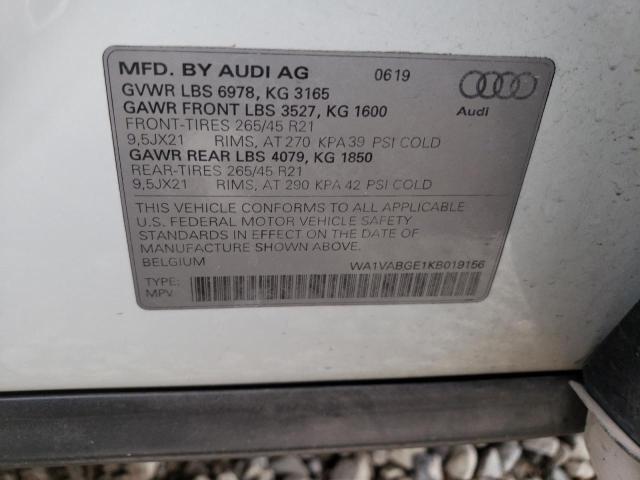 MFD. BY AUDI AG 0619
GVWR LBS 6978, KG 3165
GAWR FRONT LBS 3527, KG 1600
Audi
FRONT-TIRES 265/45 R21
9,5JX21 RIMS, AT 270 KPA 39 PSI COLD
GAWR REAR LBS 4079, KG 1850
REAR-TIRES 265/45 R21
9,5JX21 RIMS, AT 290 KPA 42 PSI COLD
THIS VEHICLE CONFORMS TO ALL APPLICABLE
U.S. FEDERAL MOTOR VEHICLE SAFETY
STANDARDS IN EFFECT ON THE DATE OF
MANUFACTURE SHOWN ABOVE.
BELGIUM WA1VABGE1KB019156
TYPE:
MPV